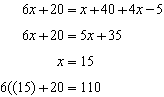 6x + 20 = x + 40 + 4x − 5
6x + 20 = 5x + 35
x = 15
6((15) + 20 = 110